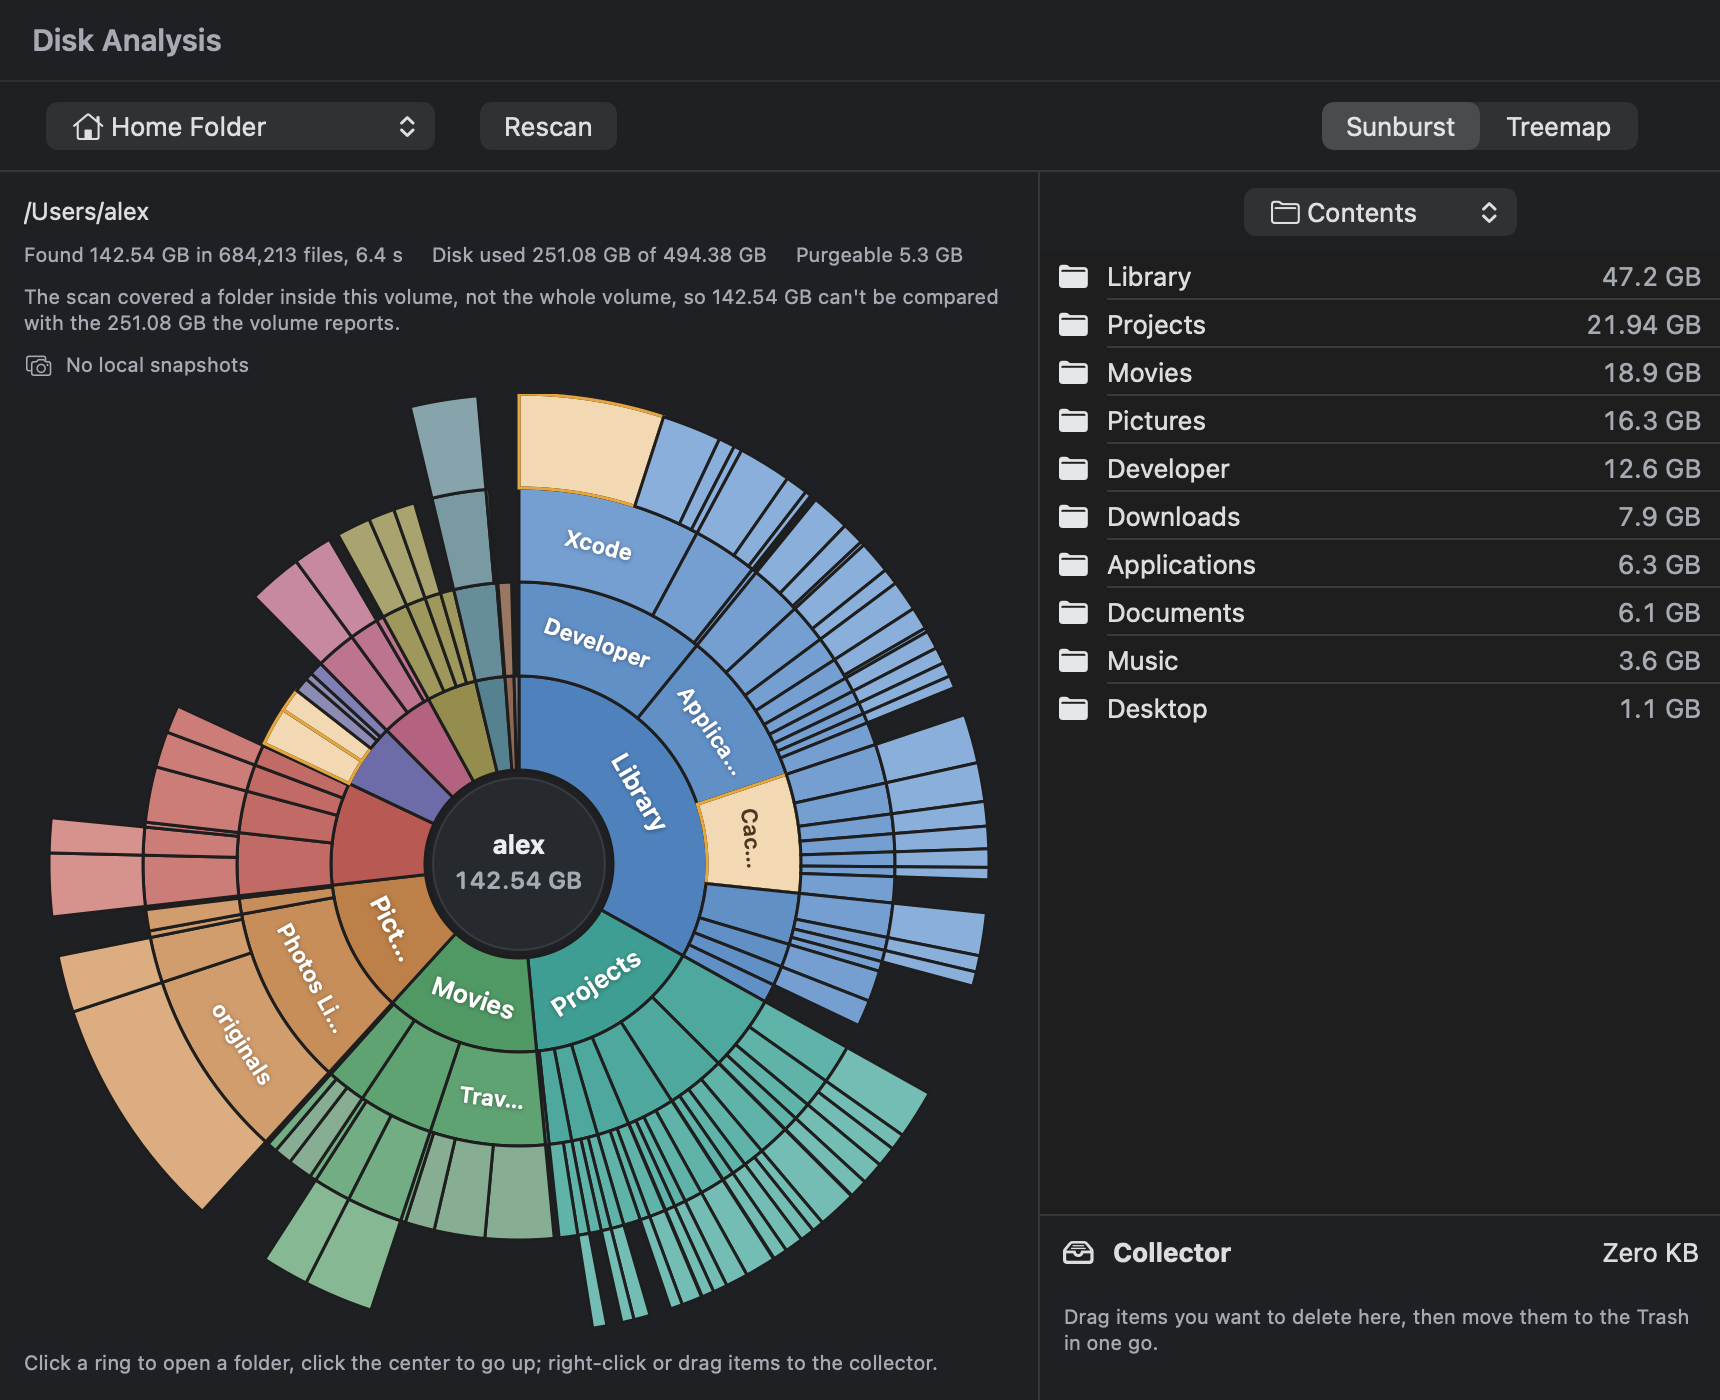 Disk Analysis
Home Folder
Rescan
Sunburst
Treemap
/Users/alex
Found 142.54 GB in 684,213 files, 6.4 s
Disk used 251.08 GB of 494.38 GB
Purgeable 5.3 GB
The scan covered a folder inside this volume, not the whole volume, so 142.54 GB can't be compared
with the 251.08 GB the volume reports.
No local snapshots
Xcode
Developer
Applica...
Library
Cac...
alex
142.54 GB
Pict...
Photos Li...
originals
Movies
Projects
Trav...
Click a ring to open a folder, click the center to go up; right-click or drag items to the collector.
Contents
Library 47.2 GB
Projects 21.94 GB
Movies 18.9 GB
Pictures 16.3 GB
Developer 12.6 GB
Downloads 7.9 GB
Applications 6.3 GB
Documents 6.1 GB
Music 3.6 GB
Desktop 1.1 GB
Collector Zero KB
Drag items you want to delete here, then move them to the Trash
in one go.